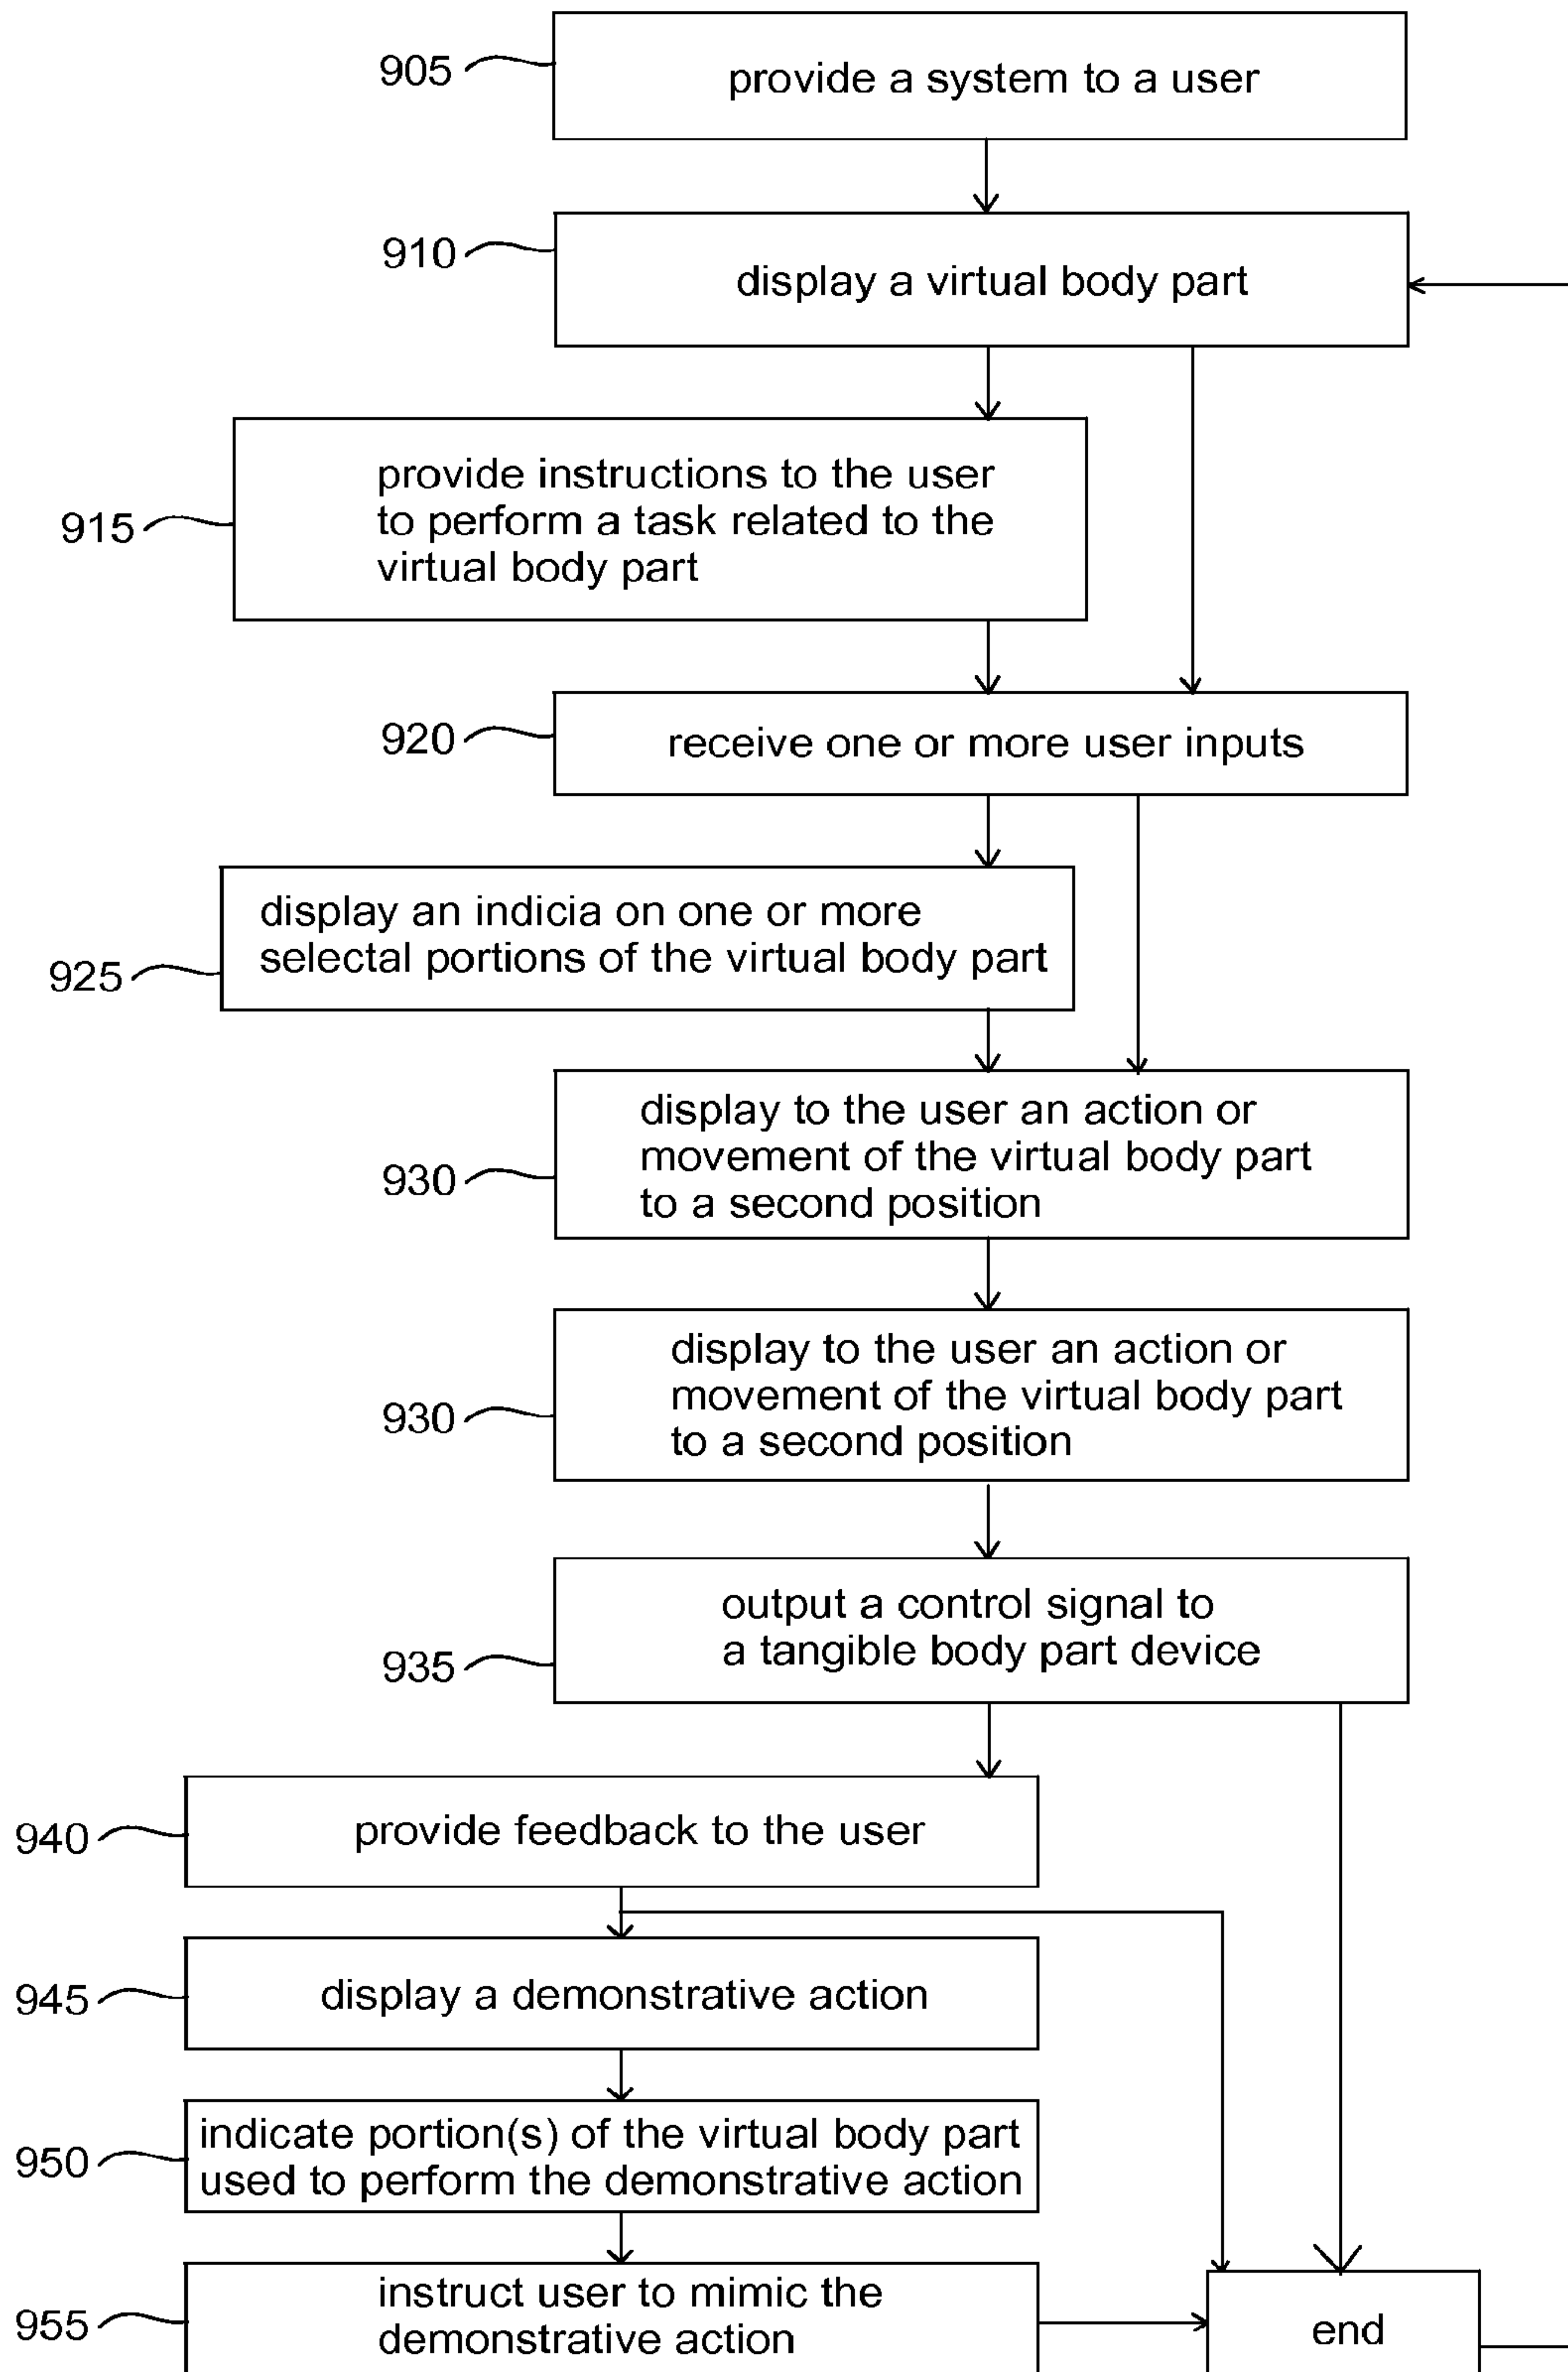 905
provide a system to a user
910
display a virtual body part
915
provide instructions to the user
to perform a task related to the
virtual body part
920
receive one or more user inputs
925
display an indicia on one or more
selectal portions of the virtual body part
930
display to the user an action or
movement of the virtual body part
to a second position
930
display to the user an action or
movement of the virtual body part
to a second position
935
output a control signal to
a tangible body part device
940
provide feedback to the user
945
display a demonstrative action
950
indicate portion(s) of the virtual body part
used to perform the demonstrative action
955
instruct user to mimic the
demonstrative action
end